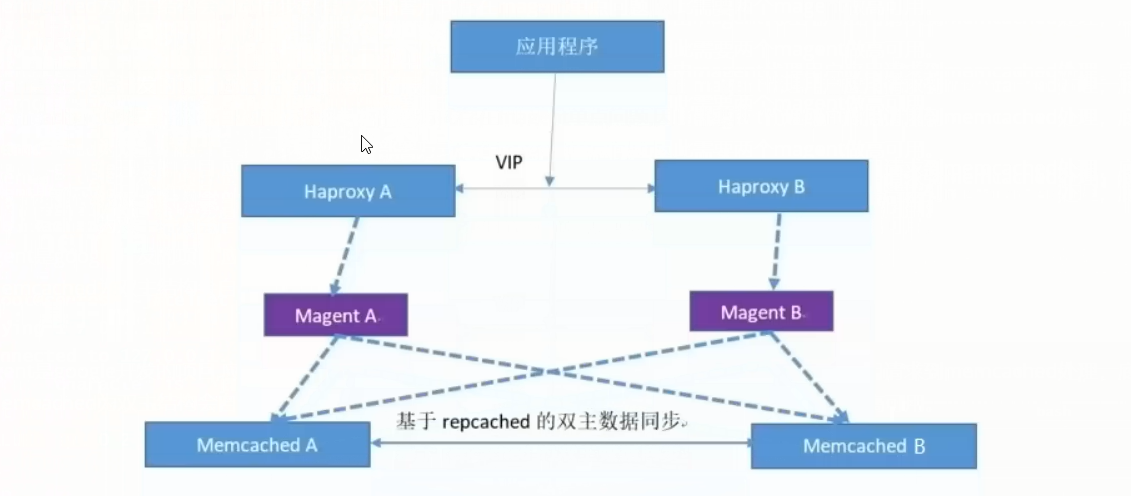 应用程序
VIP
Haproxy A
Haproxy B
Magent A
Magent B
基于 repcached 的双主数据同步
Memcached A
Memcached B